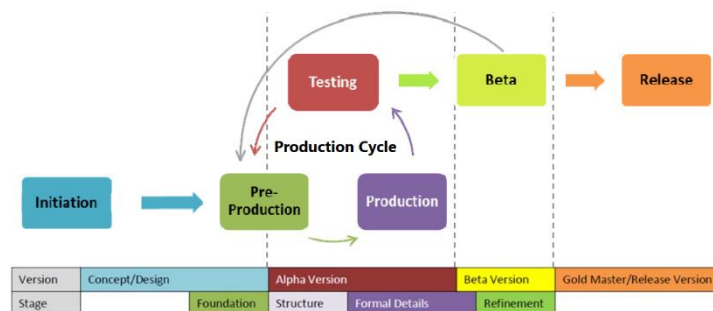 Testing
Beta
Release
Production Cycle
Initiation
Pre-
Production
Production
Version Concept/Design Alpha Version Beta Version Gold Master/Release Version
Stage Foundation Structure Formal Details Refinement